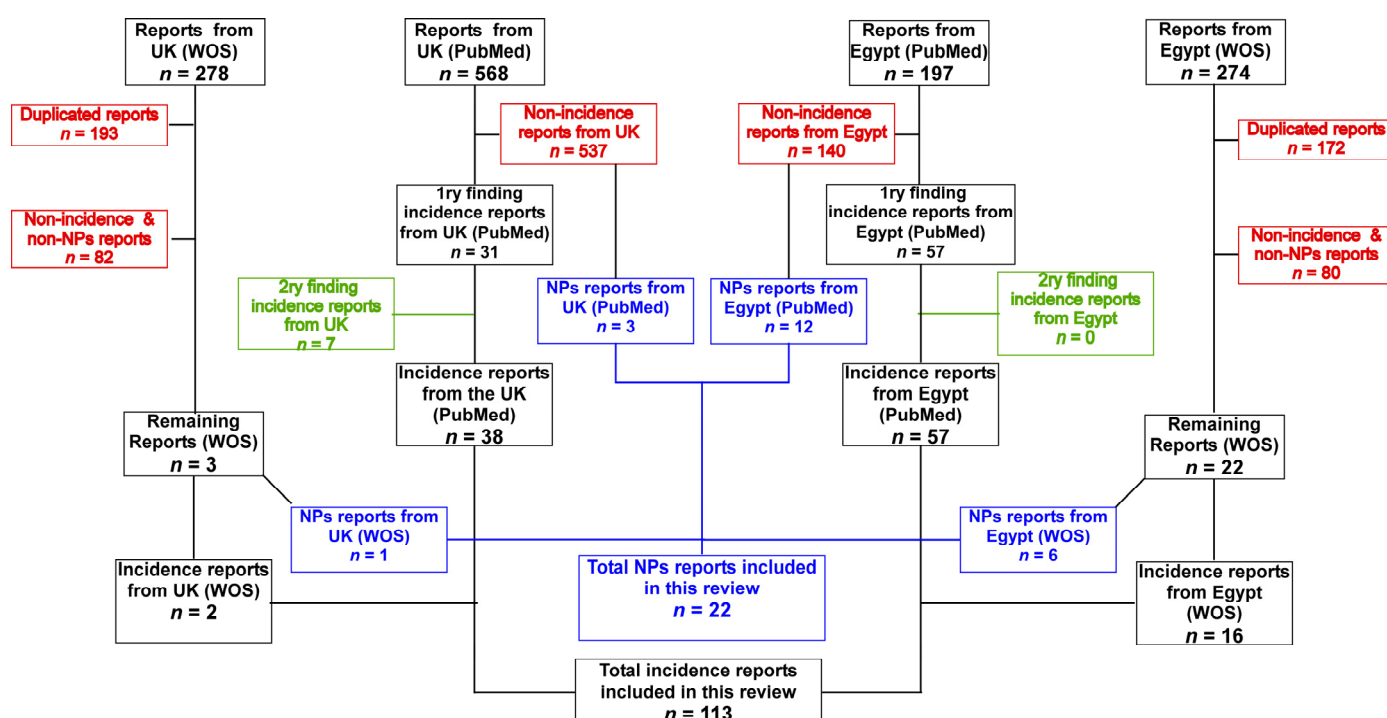 Reports from
UK (WOS)
n = 278
Reports from
UK (PubMed)
n = 568
Reports from
Egypt (PubMed)
n = 197
Reports from
Egypt (WOS)
n = 274
Duplicated reports
n = 193
Non-incidence
reports from UK
n = 537
Non-incidence
reports from Egypt
n = 140
Duplicated reports
n = 172
Non-incidence &
non-NPs reports
n = 82
1ry finding
incidence reports
from UK (PubMed)
n = 31
1ry finding
incidence reports from
Egypt (PubMed)
n = 57
Non-incidence &
non-NPs reports
n = 80
2ry finding
incidence reports
from UK
n = 7
NPs reports from
UK (PubMed)
n = 3
NPs reports from
Egypt (PubMed)
n = 12
2ry finding
incidence reports
from Egypt
n = 0
Incidence reports
from the UK
(PubMed)
n = 38
Incidence reports
from Egypt
(PubMed)
n = 57
Remaining
Reports (WOS)
n = 3
Remaining
Reports (WOS)
n = 22
NPs reports from
UK (WOS)
n = 1
NPs reports from
Egypt (WOS)
n = 6
Incidence reports
from UK (WOS)
n = 2
Total NPs reports included
in this review
n = 22
Incidence reports
from Egypt
(WOS)
n = 16
Total incidence reports
included in this review
n = 113